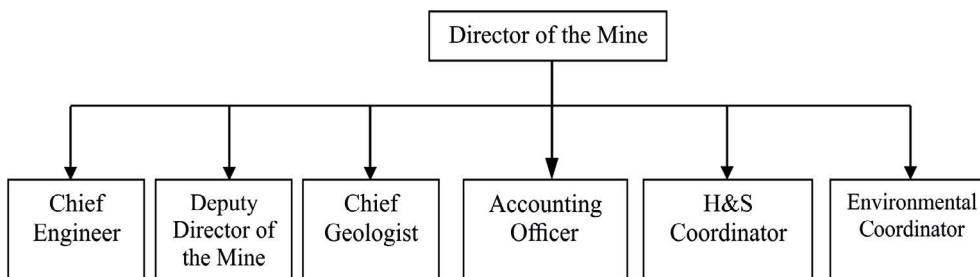 Director of the Mine
Chief
Engineer
Deputy
Director of
the Mine
Chief
Geologist
Accounting
Officer
H&S
Coordinator
Environmental
Coordinator